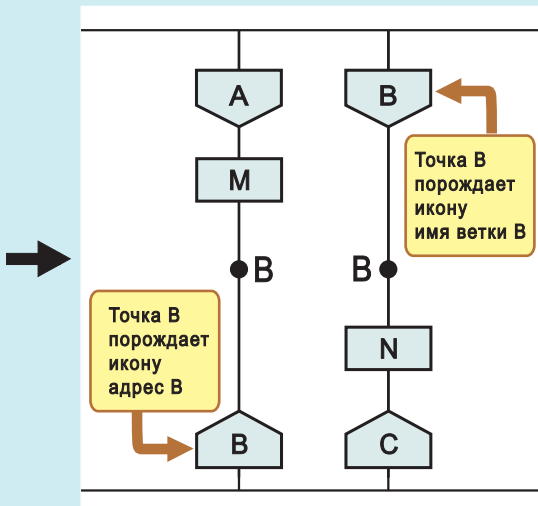 A
B
M
Точка В
порождает
икону
имя ветки В
В
В
Точка В
порождает
икону
адрес В
N
B
C